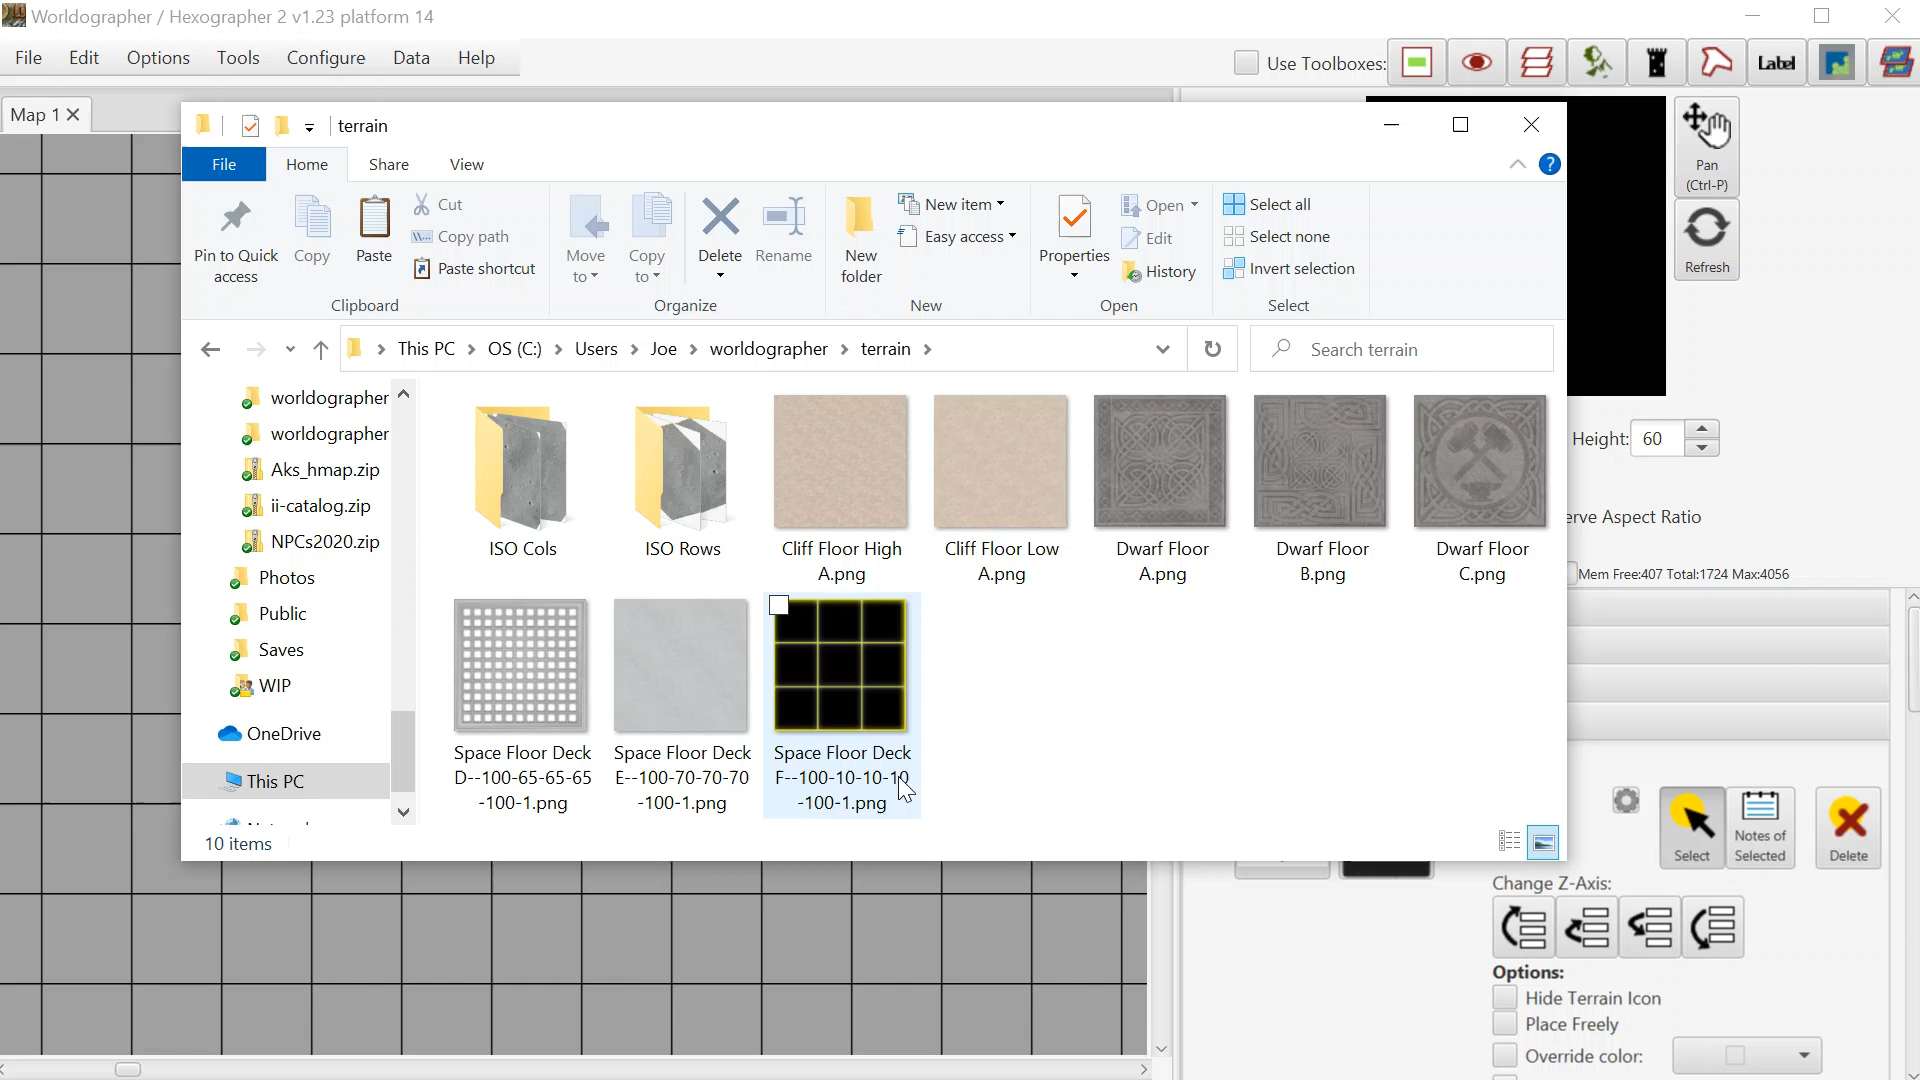 Worldographer / Hexographer 2 v1.23 platform 14
File Edit Options Tools Configure Data Help
Use Toolboxes:
Label
Map 1
terrain
File Home Share View
Pin to Quick
access
Copy
Paste
Cut
Copy path
Paste shortcut
Clipboard
Move
to
Copy
to
Delete
Rename
Organize
New
folder
New item
Easy access
New
Properties
Open
Edit
History
Open
Select all
Select none
Invert selection
Select
Pan
(Ctrl-P)
Refresh
This PC > OS (C:) > Users > Joe > worldographer > terrain >
Search terrain
worldographer
worldographer
Aks_hmap.zip
ii-catalog.zip
NPCs2020.zip
Photos
Public
Saves
WIP
OneDrive
This PC
ISO Cols
ISO Rows
Cliff Floor High
A.png
Cliff Floor Low
A.png
Dwarf Floor
A.png
Dwarf Floor
B.png
Dwarf Floor
C.png
Space Floor Deck
D--100-65-65-65
-100-1.png
Space Floor Deck
E--100-70-70-70
-100-1.png
Space Floor Deck
F--100-10-10-10
-100-1.png
10 items
Height: 60
erve Aspect Ratio
Mem Free:407 Total:1724 Max:4056
Select
Notes of
Selected
Delete
Change Z-Axis:
Options:
Hide Terrain Icon
Place Freely
Override color: